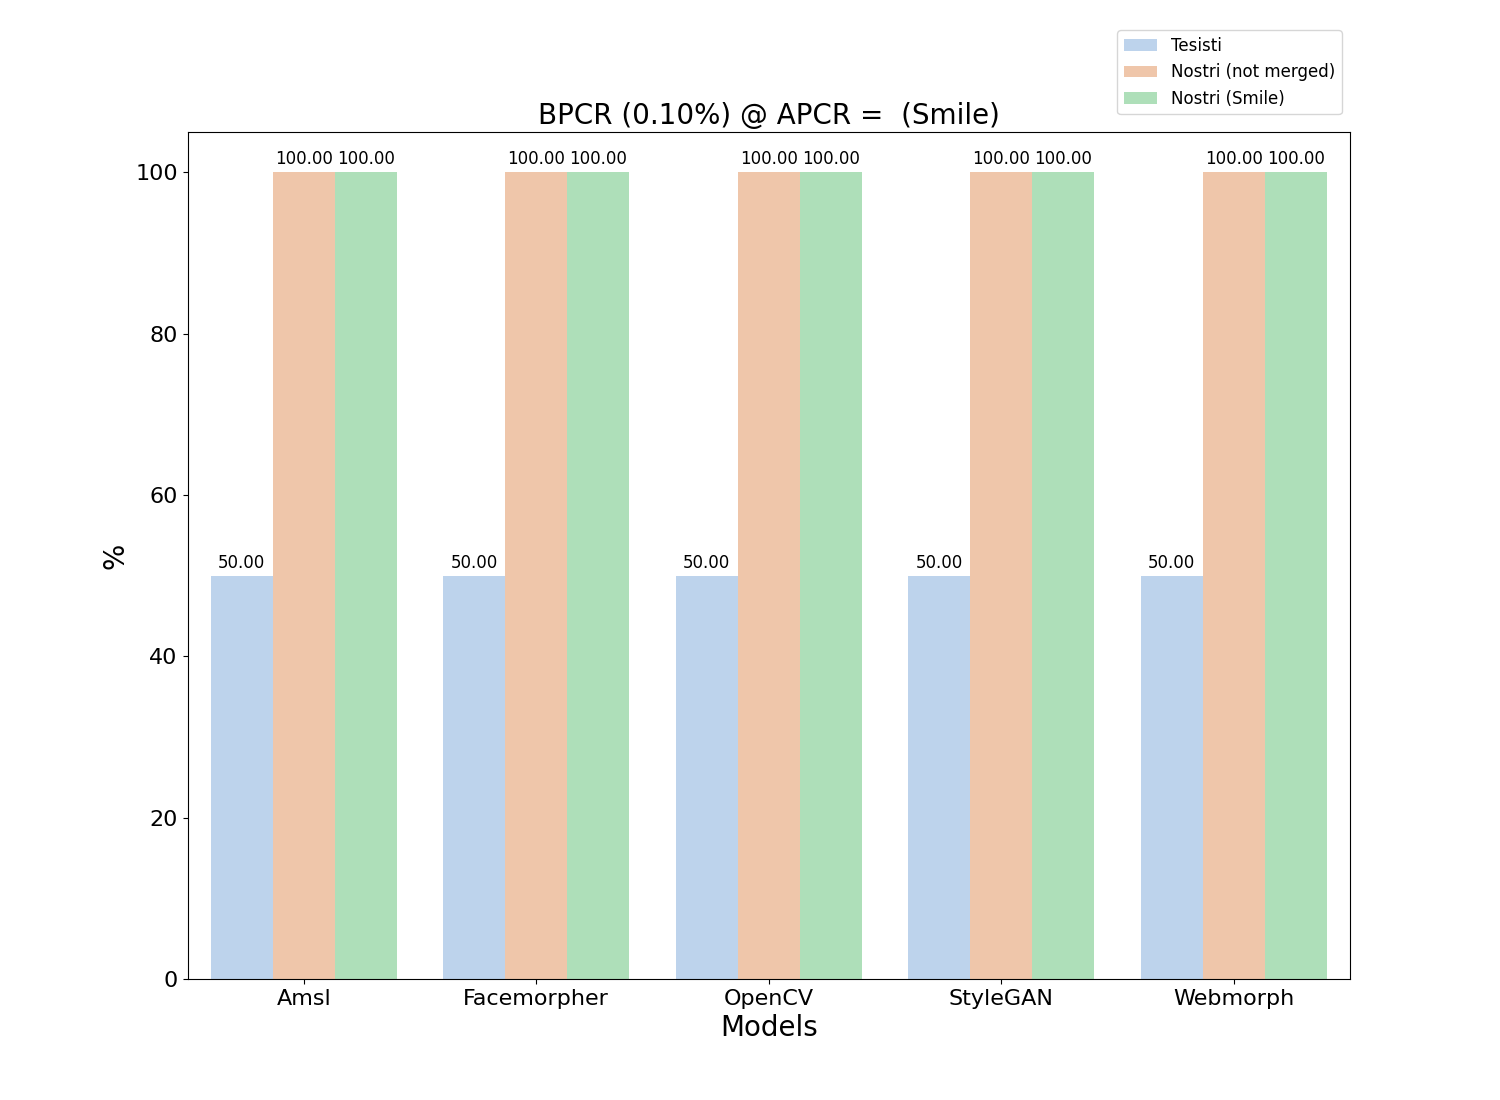 Tesisti
Nostri (not merged)
Nostri (Smile)
BPCR (0.10%) @ APCR =  (Smile)
100.00 100.00 100.00 100.00 100.00 100.00 100.00 100.00 100.00 100.00
50.00 50.00 50.00 50.00 50.00
100
80
60
40
20
0
%
Amsl Facemorpher OpenCV StyleGAN Webmorph
Models